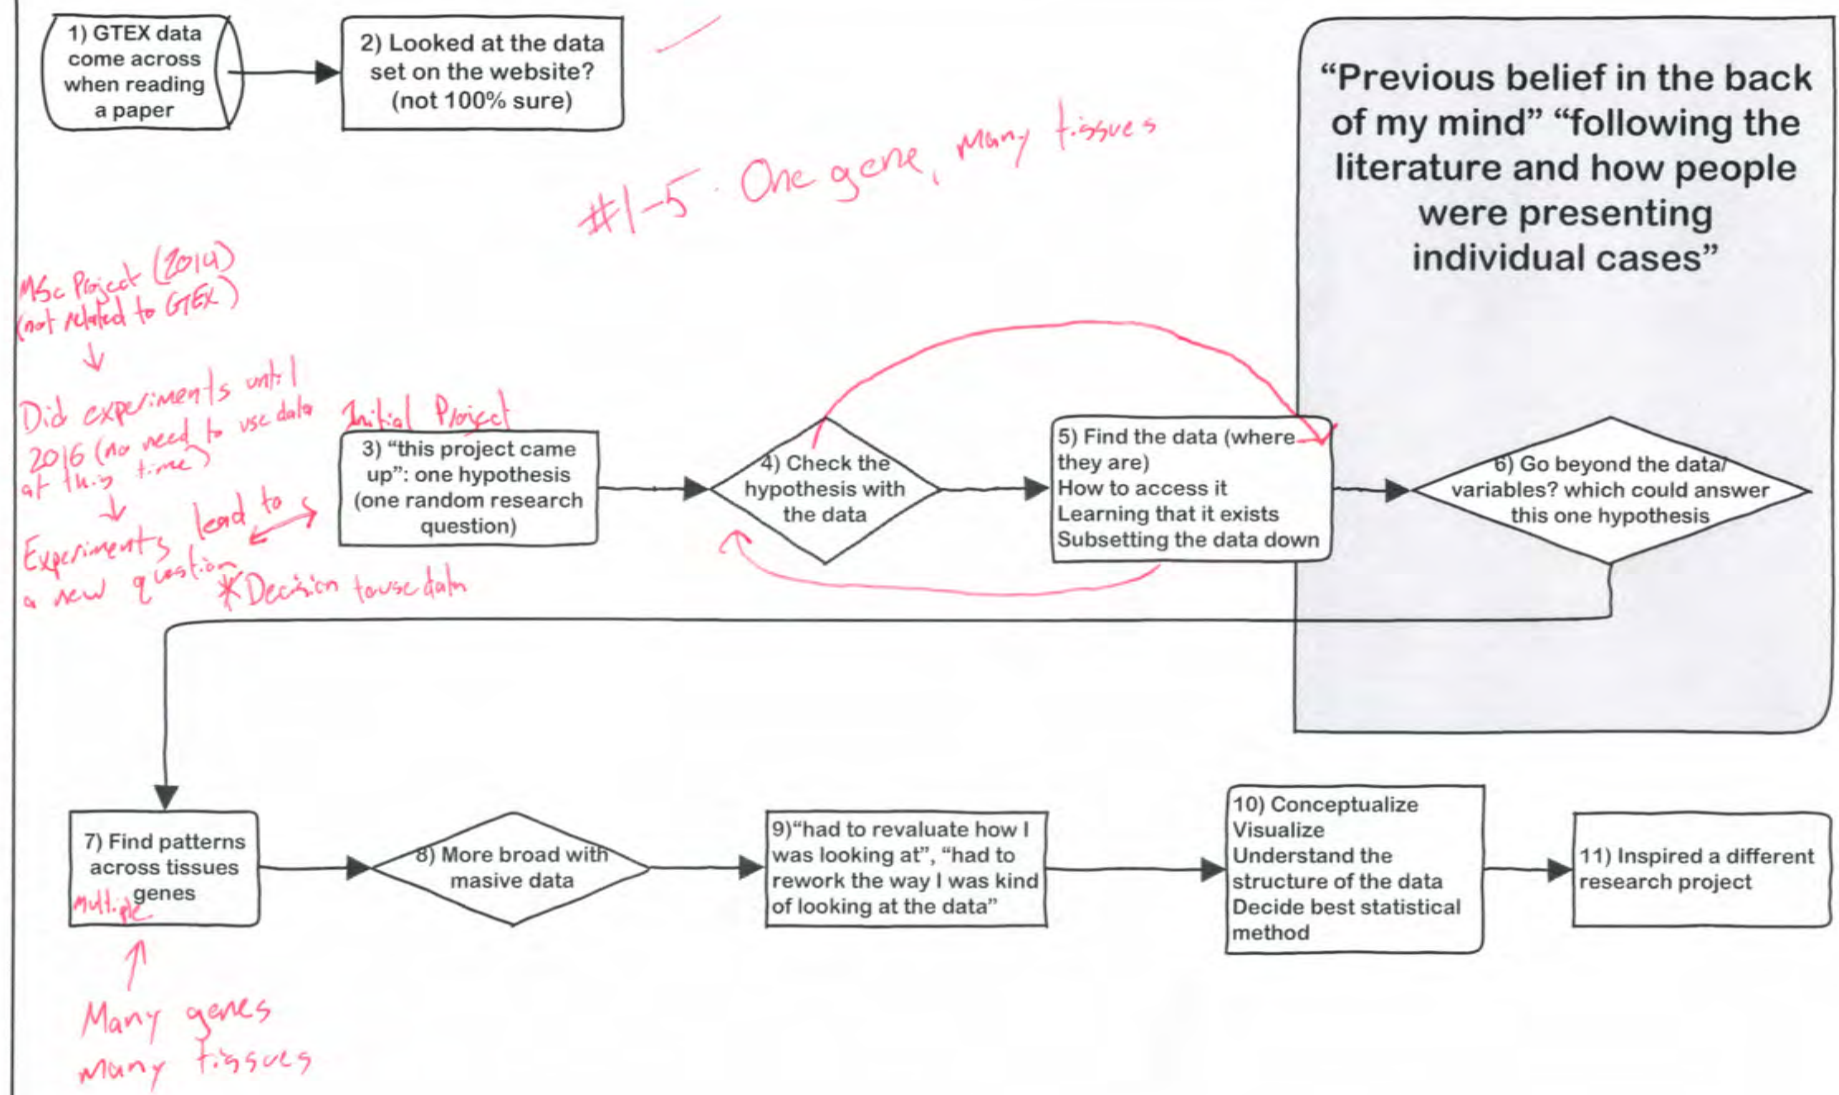 1) GTEX data
come across
when reading
a paper
2) Looked at the data
set on the website?
(not 100% sure)
“Previous belief in the back
of my mind” “following the
literature and how people
were presenting
individual cases”
#1-5. One gene, many tissues
MSc Project (2014)
(not related to GTEX)
Did experiments until
2016 (no need to use data
at this time)
Experiments lead to
a new question
*Decision to use data
Initial Project
3) “this project came
up”: one hypothesis
(one random research
question)
4) Check the
hypothesis with
the data
5) Find the data (where
they are)
How to access it
Learning that it exists
Subsetting the data down
6) Go beyond the data/
variables? which could answer
this one hypothesis
7) Find patterns
across tissues
multiple genes
Many genes
many tissues
8) More broad with
masive data
9)“had to revaluate how I
was looking at”, “had to
rework the way I was kind
of looking at the data”
10) Conceptualize
Visualize
Understand the
structure of the data
Decide best statistical
method
11) Inspired a different
research project